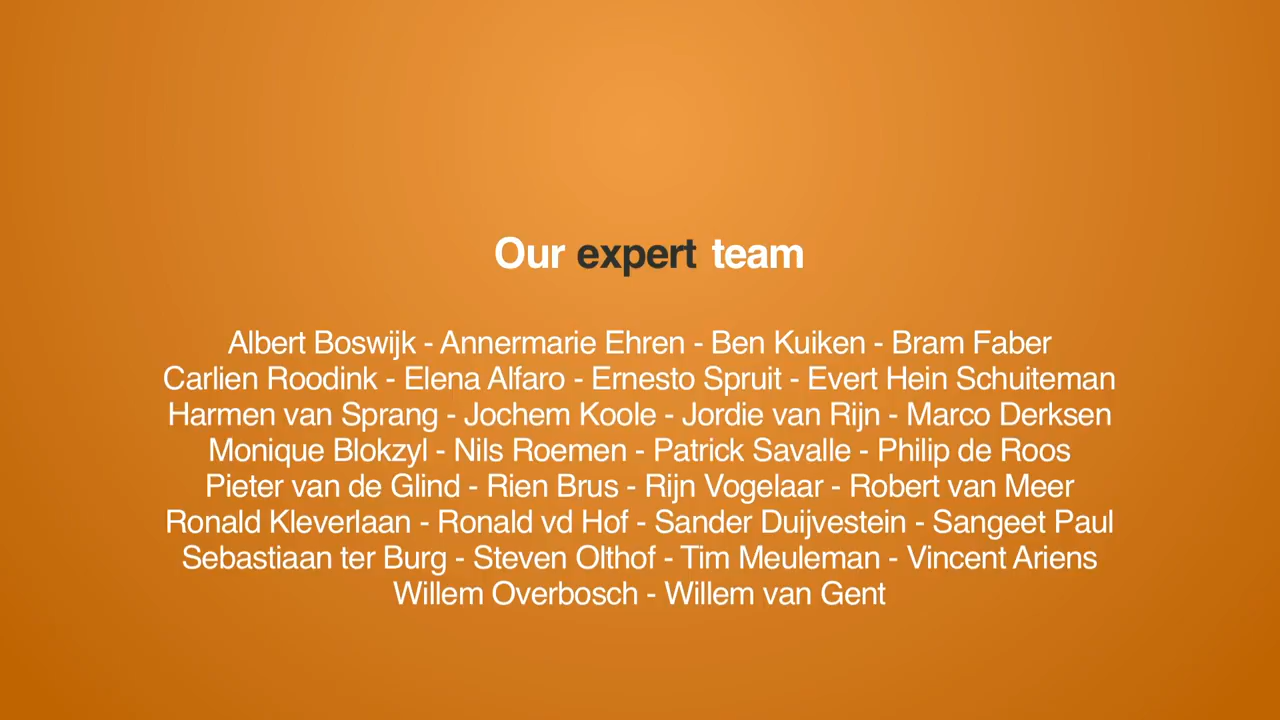 Our expert team
Albert Boswijk - Annermarie Ehren - Ben Kuiken - Bram Faber
Carlien Roodink - Elena Alfaro - Ernesto Spruit - Evert Hein Schuiteman
Harmen van Sprang - Jochem Koole - Jordie van Rijn - Marco Derksen
Monique Blokzyl - Nils Roemen - Patrick Savalle - Philip de Roos
Pieter van de Glind - Rien Brus - Rijn Vogelaar - Robert van Meer
Ronald Kleverlaan - Ronald vd Hof - Sander Duijvestein - Sangeet Paul
Sebastiaan ter Burg - Steven Olthof - Tim Meuleman - Vincent Ariens
Willem Overbosch - Willem van Gent